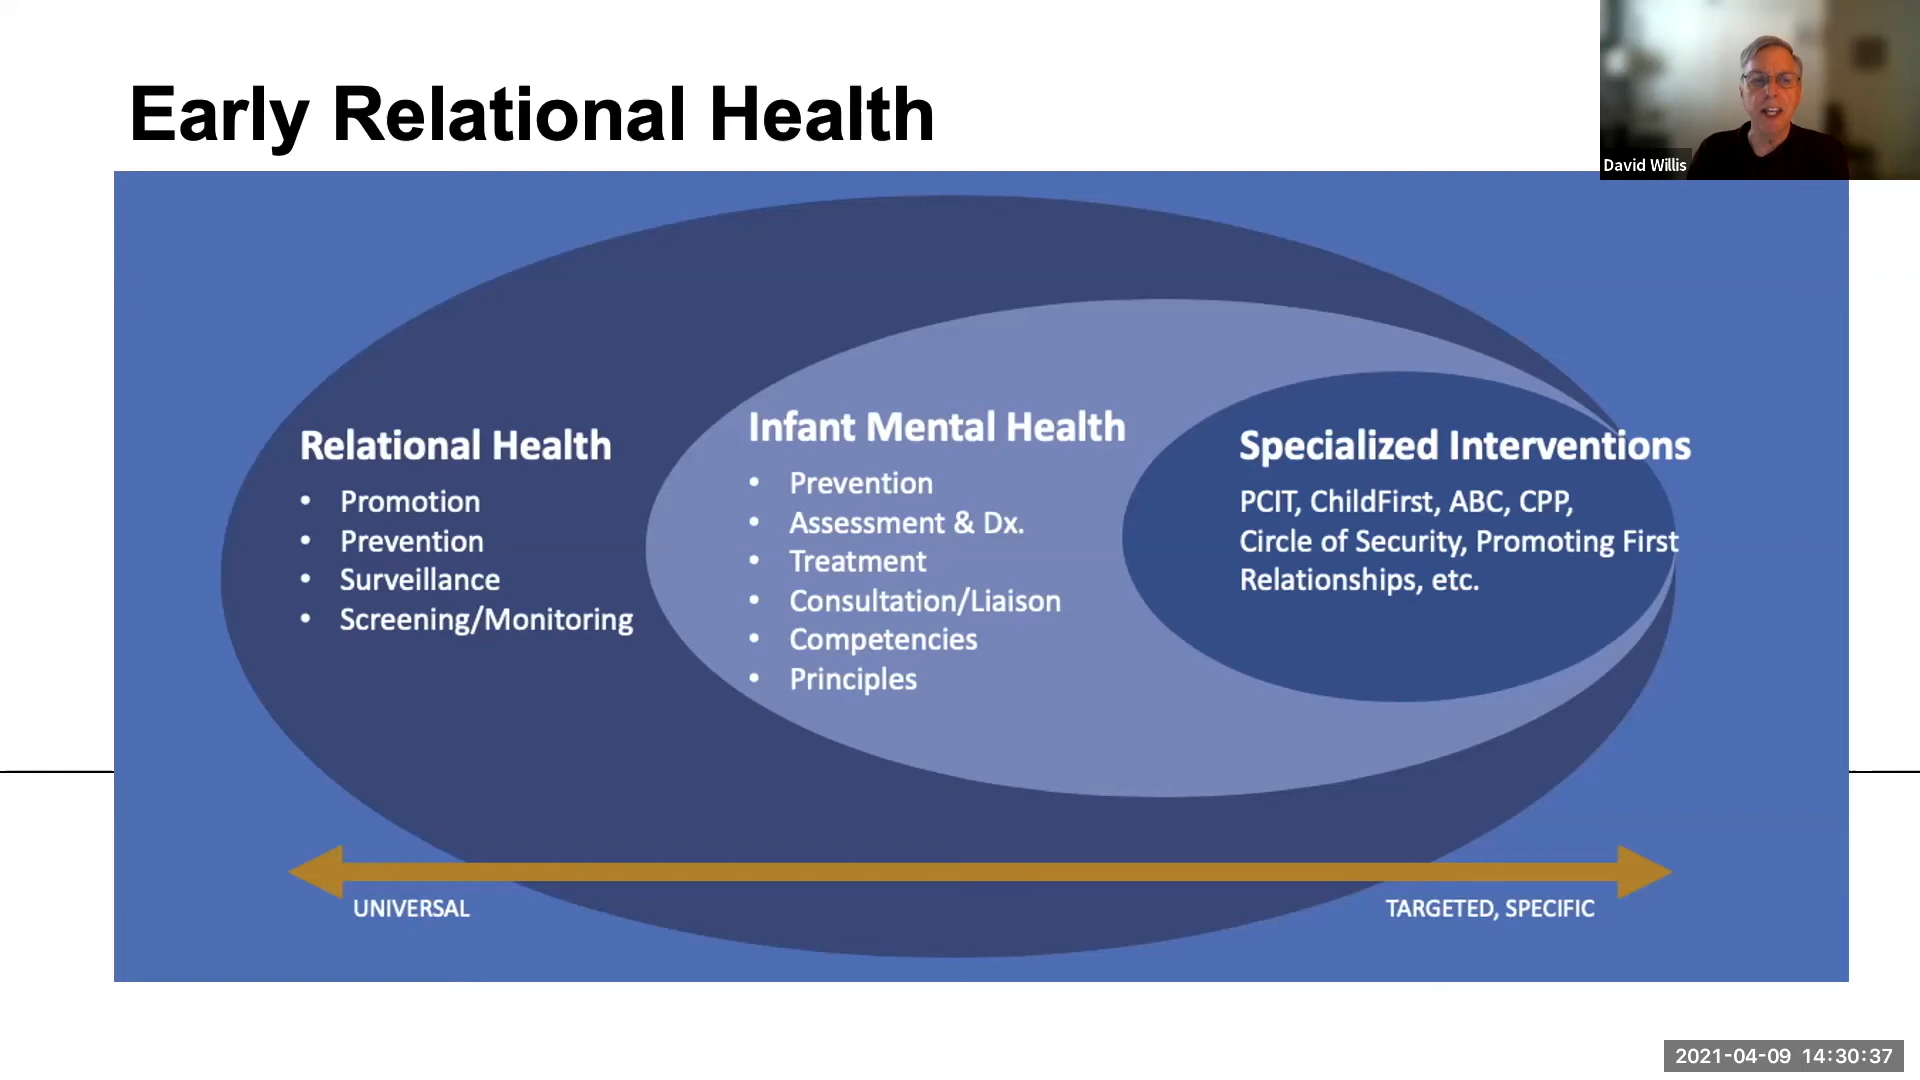 Early Relational Health
David Willis
Relational Health
• Promotion
• Prevention
• Surveillance
• Screening/Monitoring
Infant Mental Health
• Prevention
• Assessment & Dx.
• Treatment
• Consultation/Liaison
• Competencies
• Principles
Specialized Interventions
PCIT, ChildFirst, ABC, CPP,
Circle of Security, Promoting First
Relationships, etc.
UNIVERSAL
TARGETED, SPECIFIC
2021-04-09 14:30:37